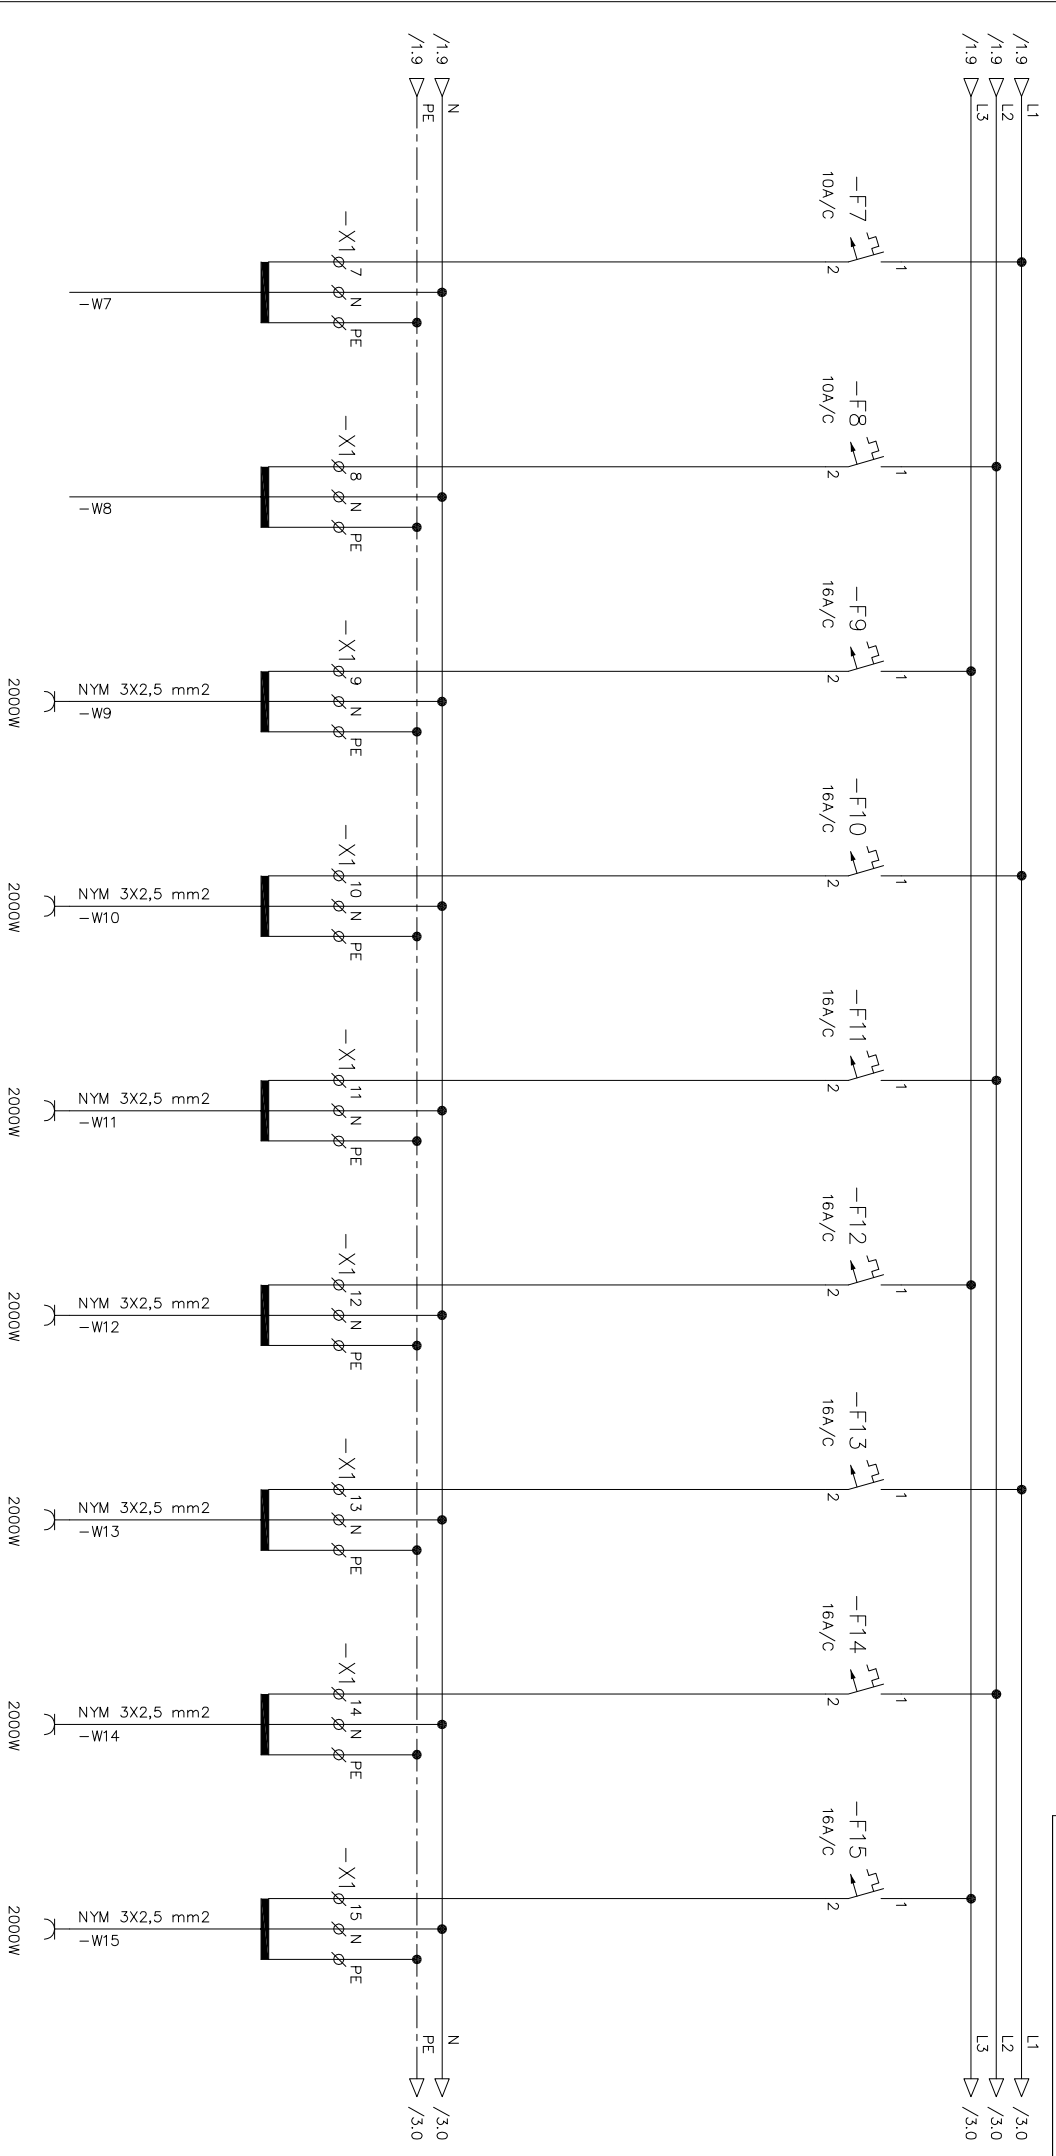 /1.9 L1 L1 /3.0
/1.9 L2 L2 /3.0
/1.9 L3 L3 /3.0
-F7 1 2
10A/C
-F8 1 2
10A/C
-F9 1 2
16A/C
-F10 1 2
16A/C
-F11 1 2
16A/C
-F12 1 2
16A/C
-F13 1 2
16A/C
-F14 1 2
16A/C
-F15 1 2
16A/C
/1.9 N N /3.0
/1.9 PE PE /3.0
-X1 7 N PE
-X1 8 N PE
-X1 9 N PE
-X1 10 N PE
-X1 11 N PE
-X1 12 N PE
-X1 13 N PE
-X1 14 N PE
-X1 15 N PE
-W7
-W8
NYM 3X2,5 mm2
-W9
NYM 3X2,5 mm2
-W10
NYM 3X2,5 mm2
-W11
NYM 3X2,5 mm2
-W12
NYM 3X2,5 mm2
-W13
NYM 3X2,5 mm2
-W14
NYM 3X2,5 mm2
-W15
2000W
2000W
2000W
2000W
2000W
2000W
2000W